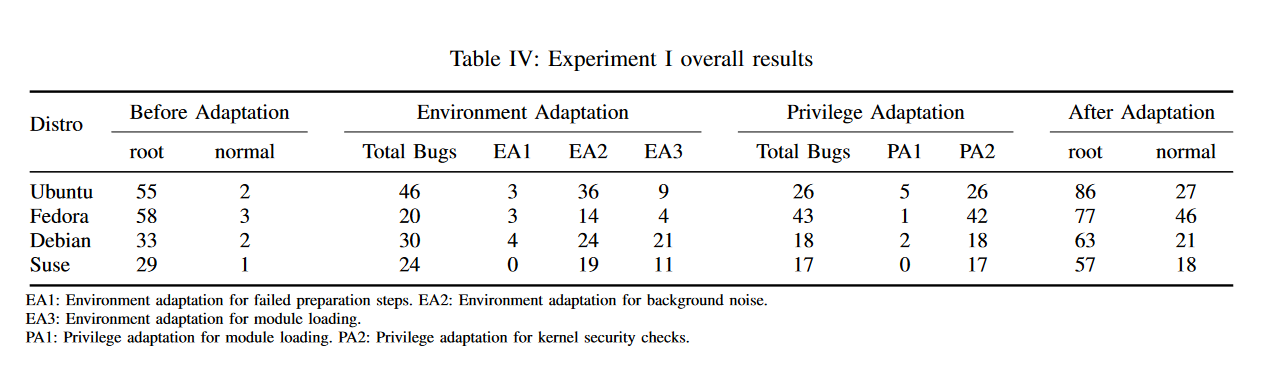 Table IV: Experiment I overall results
Distro Before Adaptation Environment Adaptation Privilege Adaptation After Adaptation
root normal Total Bugs EA1 EA2 EA3 Total Bugs PA1 PA2 root normal
Ubuntu 55 2 46 3 36 9 26 5 26 86 27
Fedora 58 3 20 3 14 4 43 1 42 77 46
Debian 33 2 30 4 24 21 18 2 18 63 21
Suse 29 1 24 0 19 11 17 0 17 57 18
EA1: Environment adaptation for failed preparation steps. EA2: Environment adaptation for background noise.
EA3: Environment adaptation for module loading.
PA1: Privilege adaptation for module loading. PA2: Privilege adaptation for kernel security checks.